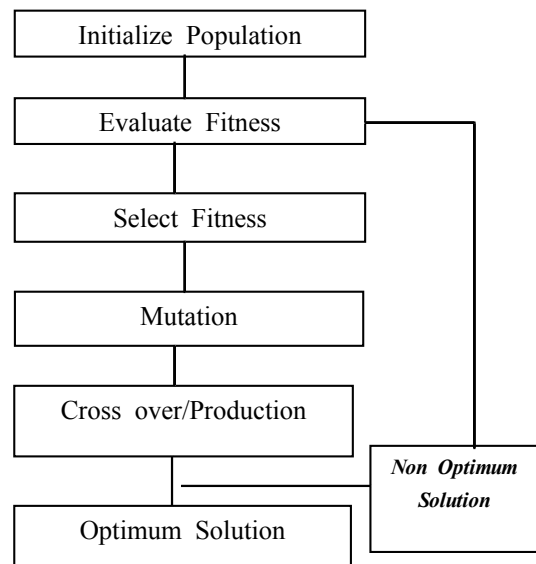 Initialize Population
Evaluate Fitness
Select Fitness
Mutation
Cross over/Production
Non Optimum
Solution
Optimum Solution